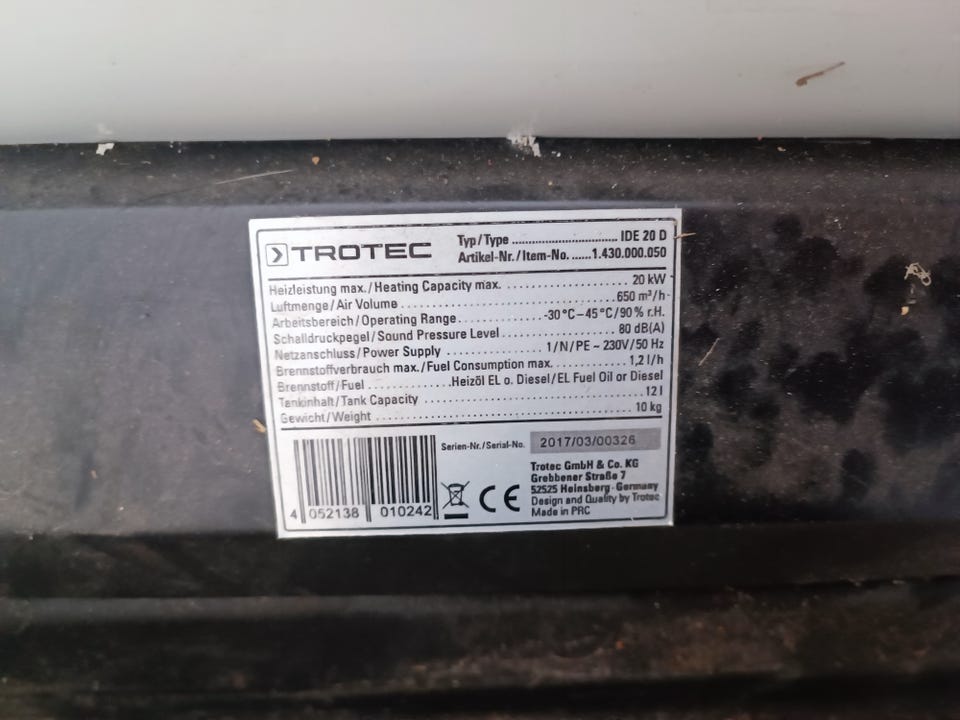 TROTEC
Typ/Type .................................. IDE 20 D
Artikel-Nr./Item-No. ......1.430.000.050
Heizleistung max./Heating Capacity max. .................... 20 kW
Luftmenge/Air Volume .................................. 650 m³/h
Arbeitsbereich/Operating Range ............ -30°C–45°C/90% r.H.
Schalldruckpegel/Sound Pressure Level .................... 80 dB(A)
Netzanschluss/Power Supply ............ 1/N/PE ~ 230V/50 Hz
Brennstoffverbrauch max./Fuel Consumption max. .......... 1,2 l/h
Brennstoff/Fuel ............Heizöl EL o. Diesel/EL Fuel Oil or Diesel
Tankinhalt/Tank Capacity .................................. 12 l
Gewicht/Weight .................................. 10 kg
Serien-Nr./Serial-No. 2017/03/00326
Trotec GmbH & Co. KG
Grebbener Straße 7
52525 Heinsberg · Germany
Design and Quality by Trotec
Made in PRC
4 052138 010242
CE